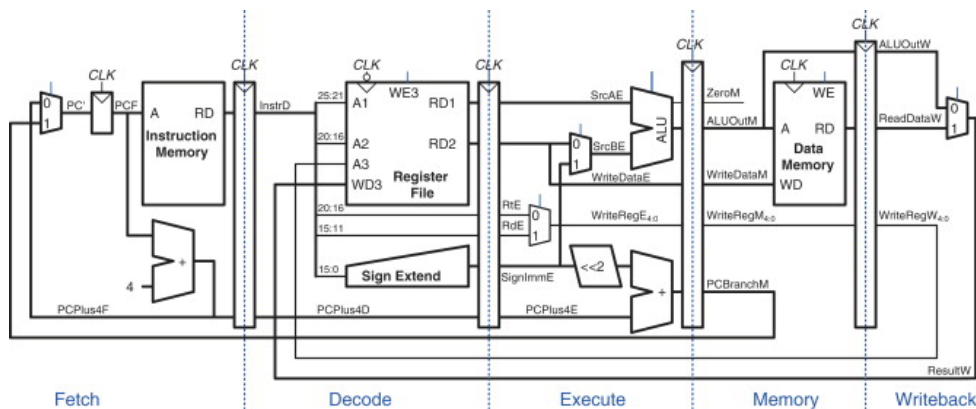 CLK
CLK
CLK
CLK
CLK
CLK
CLK
ALUOutW
0
1
PC'
PCF
A RD
Instruction
Memory
InstrD
25:21
A1
WE3
RD1
20:16
A2
RD2
A3
WD3
Register
File
SrcAE
0
1
SrcBE
ALU
ZeroM
ALUOutM
WE
A RD
Data
Memory
WD
ReadDataW
0
1
WriteDataE
WriteDataM
20:16
RtE
0
15:11
RdE
1
WriteRegE4:0
WriteRegM4:0
WriteRegW4:0
+
4
15:0
Sign Extend
SignImmE
<<2
+
PCBranchM
PCPlus4F
PCPlus4D
PCPlus4E
ResultW
Fetch
Decode
Execute
Memory
Writeback